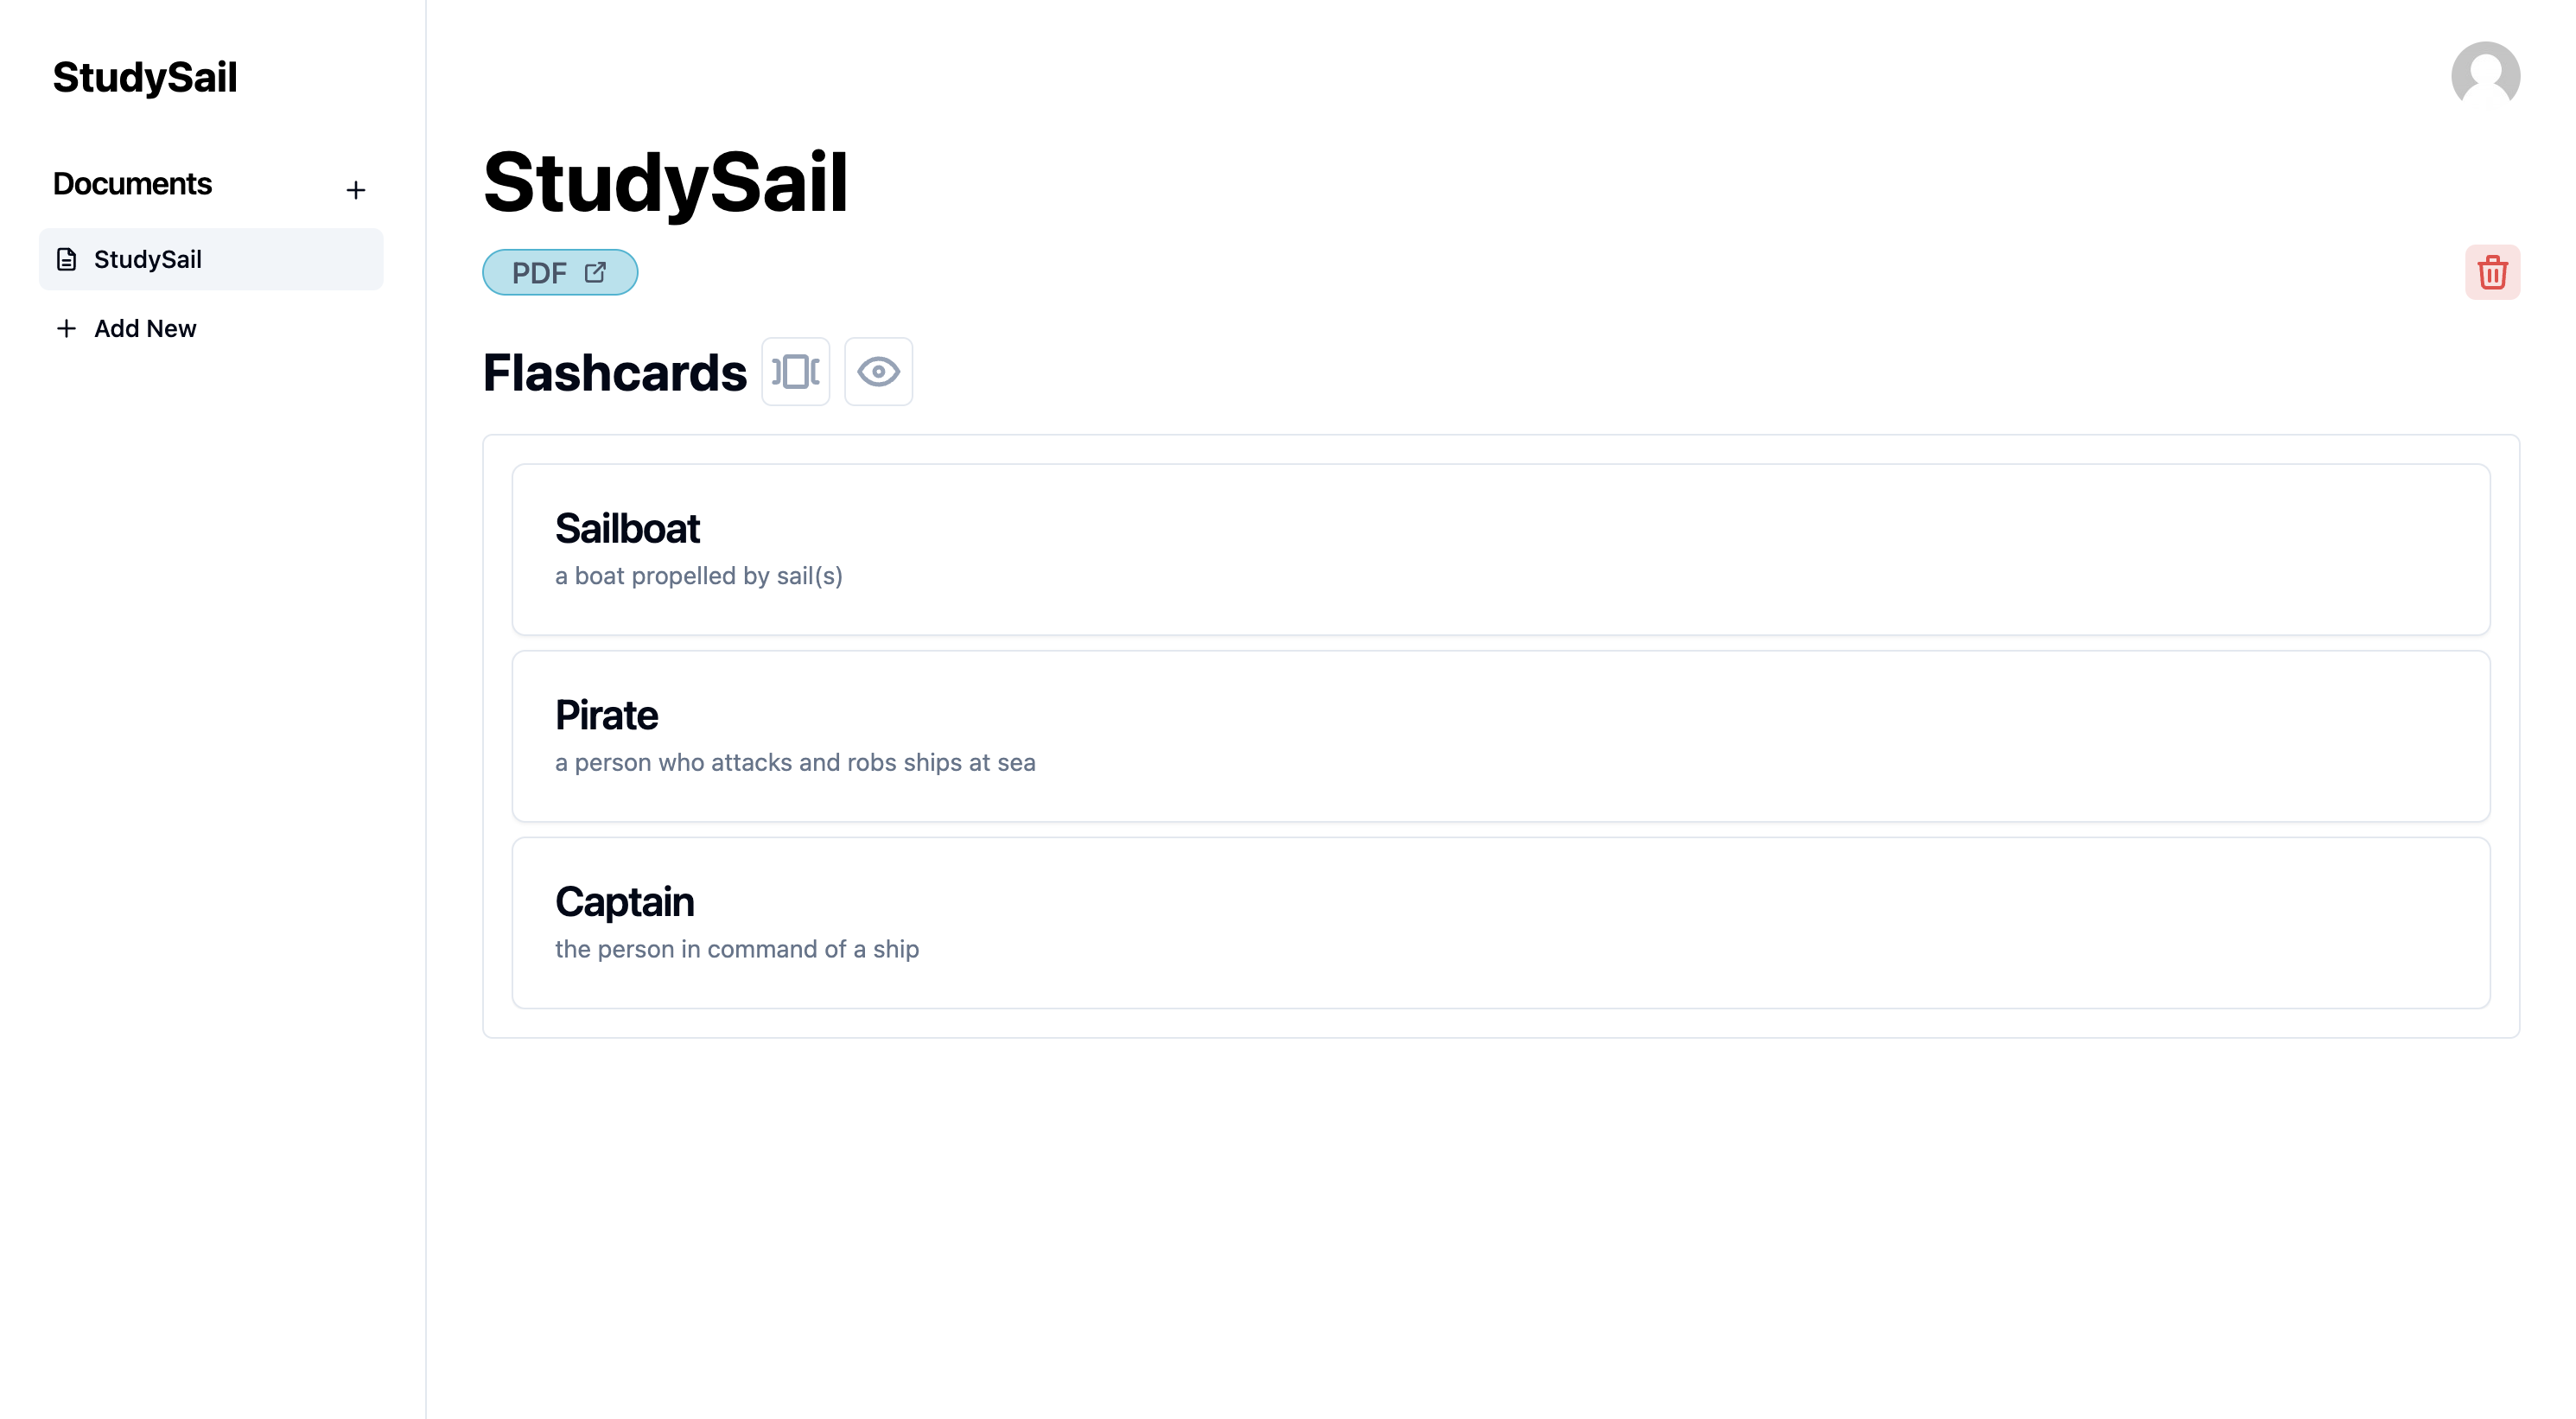 StudySail
Documents
StudySail
Add New
StudySail
PDF
Flashcards
Sailboat
a boat propelled by sail(s)
Pirate
a person who attacks and robs ships at sea
Captain
the person in command of a ship